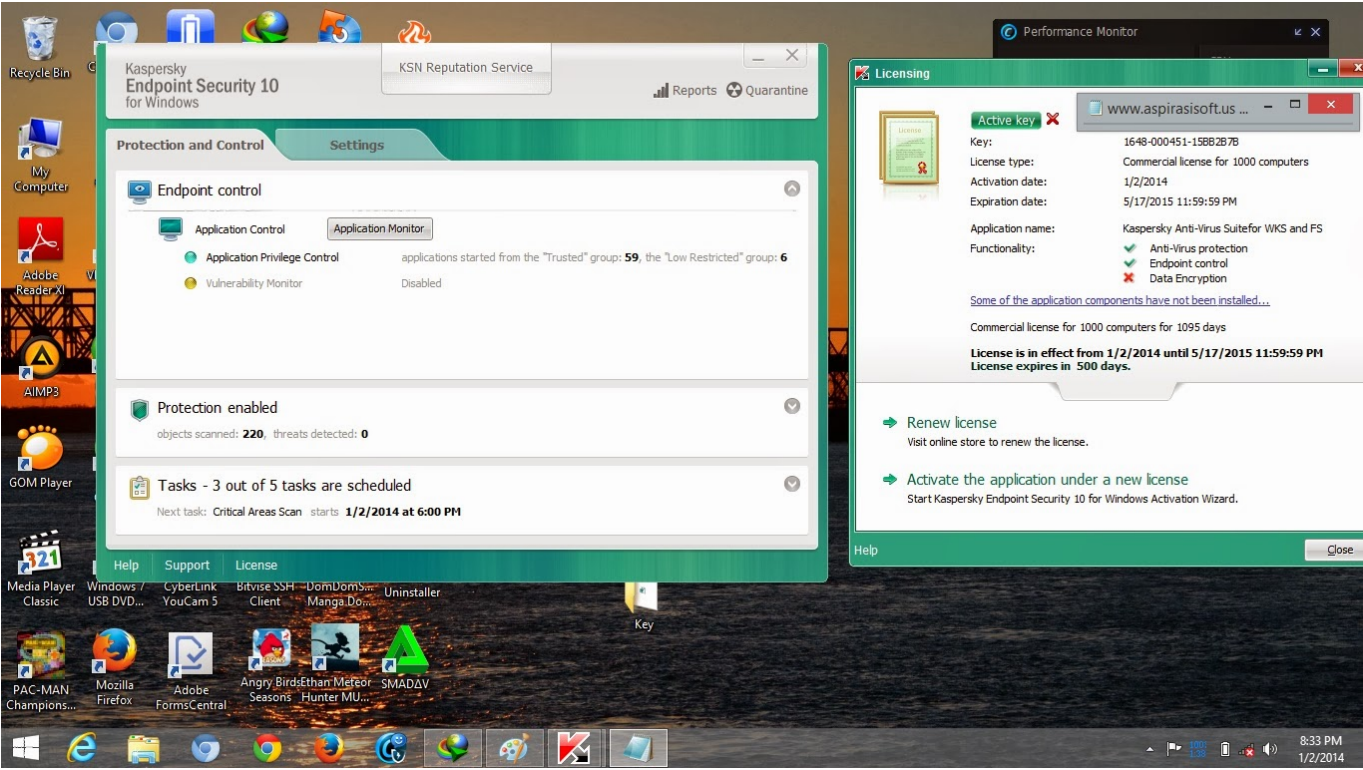 Recycle Bin
My
Computer
Adobe
Reader XI
AIMP3
GOM Player
Media Player
Classic
Windows 7
USB DVD...
CyberLink
YouCam 5
Bitvise SSH
Client
DomDomS...
Manga Do...
Uninstaller
Key
PAC-MAN
Champions...
Mozilla
Firefox
Adobe
FormsCentral
Angry Birds
Seasons
Ethan Meteor
Hunter MU...
SMADΔV
Kaspersky
Endpoint Security 10
for Windows
KSN Reputation Service
Reports
Quarantine
Protection and Control
Settings
Endpoint control
Application Control
Application Monitor
Application Privilege Control
applications started from the "Trusted" group: 59, the "Low Restricted" group: 6
Vulnerability Monitor
Disabled
Protection enabled
objects scanned: 220, threats detected: 0
Tasks - 3 out of 5 tasks are scheduled
Next task: Critical Areas Scan starts 1/2/2014 at 6:00 PM
Help
Support
License
Performance Monitor
Licensing
www.aspirasisoft.us ...
LICENSE
Active key
Key: 1648-000451-15BB2B7B
License type: Commercial license for 1000 computers
Activation date: 1/2/2014
Expiration date: 5/17/2015 11:59:59 PM
Application name: Kaspersky Anti-Virus Suitefor WKS and FS
Functionality: Anti-Virus protection
Endpoint control
Data Encryption
Some of the application components have not been installed...
Commercial license for 1000 computers for 1095 days
License is in effect from 1/2/2014 until 5/17/2015 11:59:59 PM
License expires in 500 days.
Renew license
Visit online store to renew the license.
Activate the application under a new license
Start Kaspersky Endpoint Security 10 for Windows Activation Wizard.
Help
Close
321
8:33 PM
1/2/2014